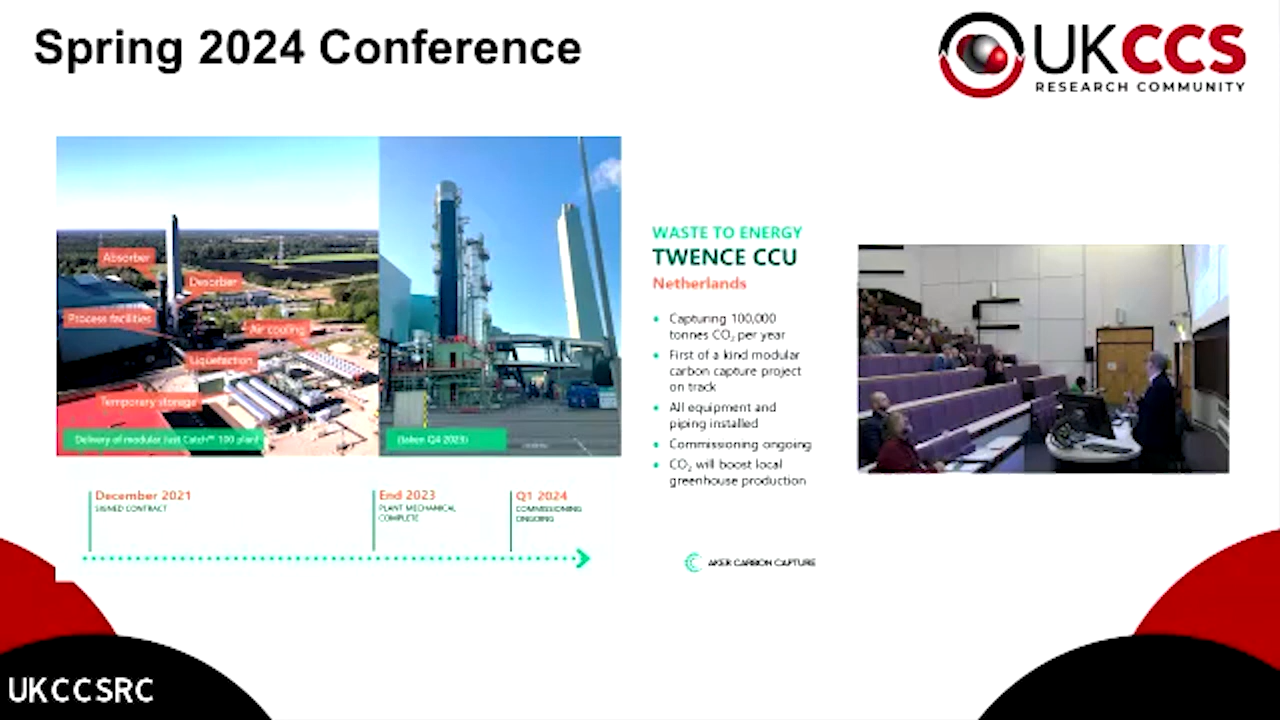 Spring 2024 Conference
UKCCS
RESEARCH COMMUNITY
Absorber
Desorber
Process facilities
Air cooling
Liquefaction
Temporary storage
Delivery of modular Just Catch™ 100 plant
(taken Q4 2023)
WASTE TO ENERGY
TWENCE CCU
Netherlands
• Capturing 100,000
tonnes CO₂ per year
• First of a kind modular
carbon capture project
on track
• All equipment and
piping installed
• Commissioning ongoing
• CO₂ will boost local
greenhouse production
December 2021
SIGNED CONTRACT
End 2023
PLANT MECHANICAL
COMPLETE
Q1 2024
COMMISSIONING
ONGOING
AKER CARBON CAPTURE
UKCCSRC